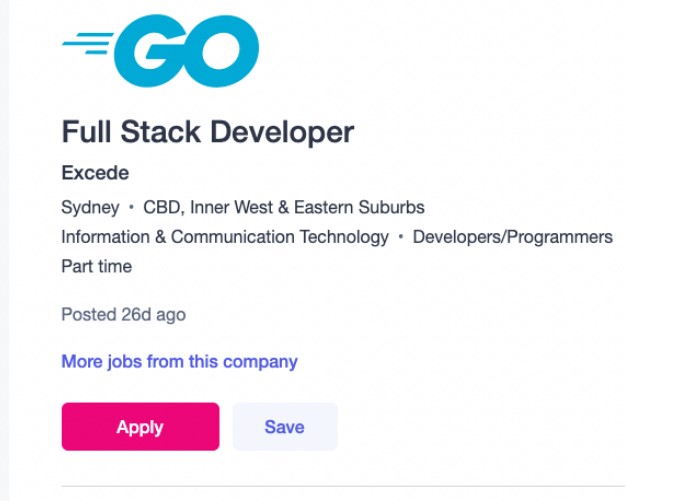 GO
Full Stack Developer
Excede
Sydney • CBD, Inner West & Eastern Suburbs
Information & Communication Technology • Developers/Programmers
Part time
Posted 26d ago
More jobs from this company
Apply Save